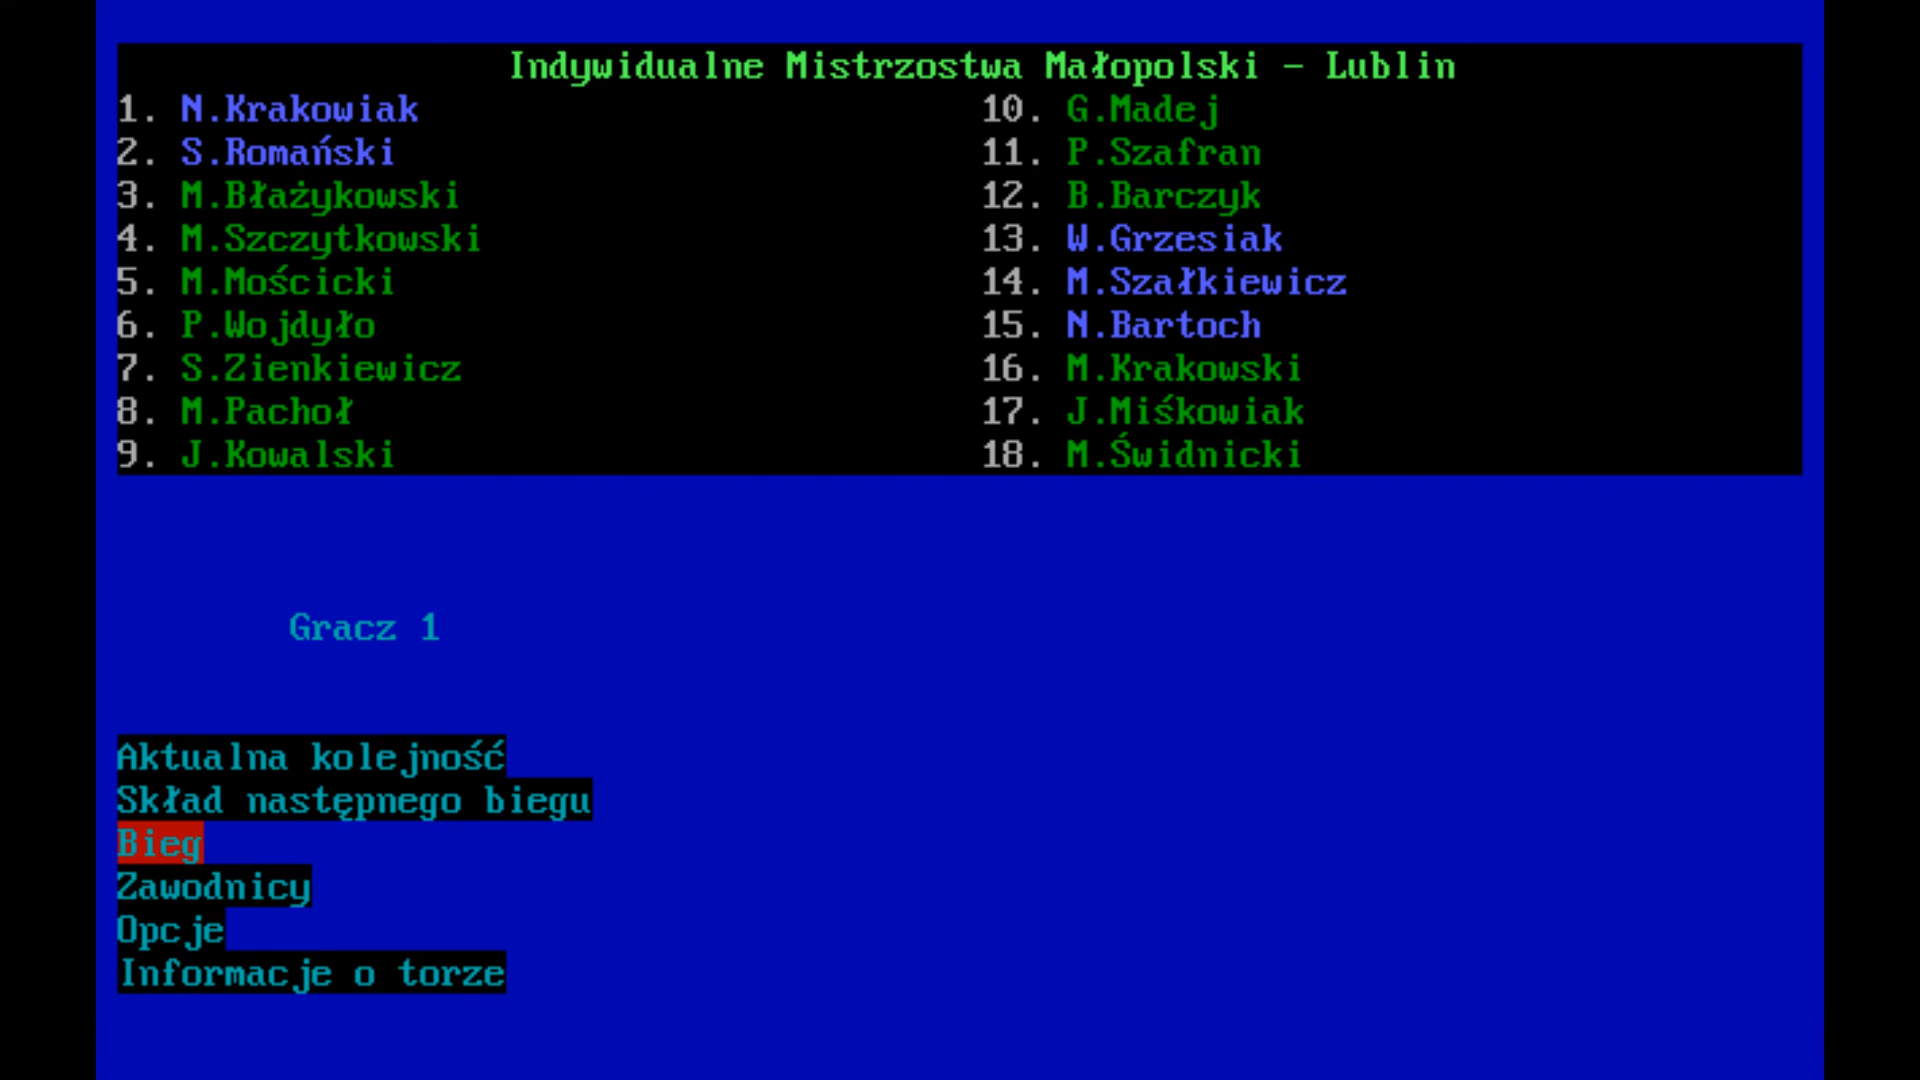 Indywidualne Mistrzostwa Małopolski - Lublin
1. N.Krakowiak
2. S.Romański
3. M.Błażykowski
4. M.Szczytkowski
5. M.Mościcki
6. P.Wojdyło
7. S.Zienkiewicz
8. M.Pachoł
9. J.Kowalski
10. G.Madej
11. P.Szafran
12. B.Barczyk
13. W.Grzesiak
14. M.Szałkiewicz
15. N.Bartoch
16. M.Krakowski
17. J.Miśkowiak
18. M.Świdnicki
Gracz 1
Aktualna kolejność
Skład następnego biegu
Bieg
Zawodnicy
Opcje
Informacje o torze